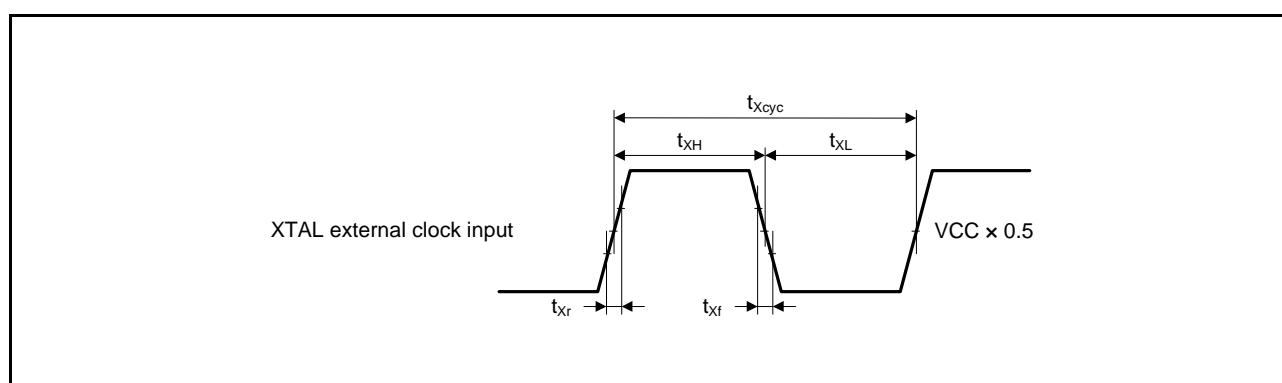 tXcyc
tXH
tXL
XTAL external clock input
VCC × 0.5
tXr
tXf